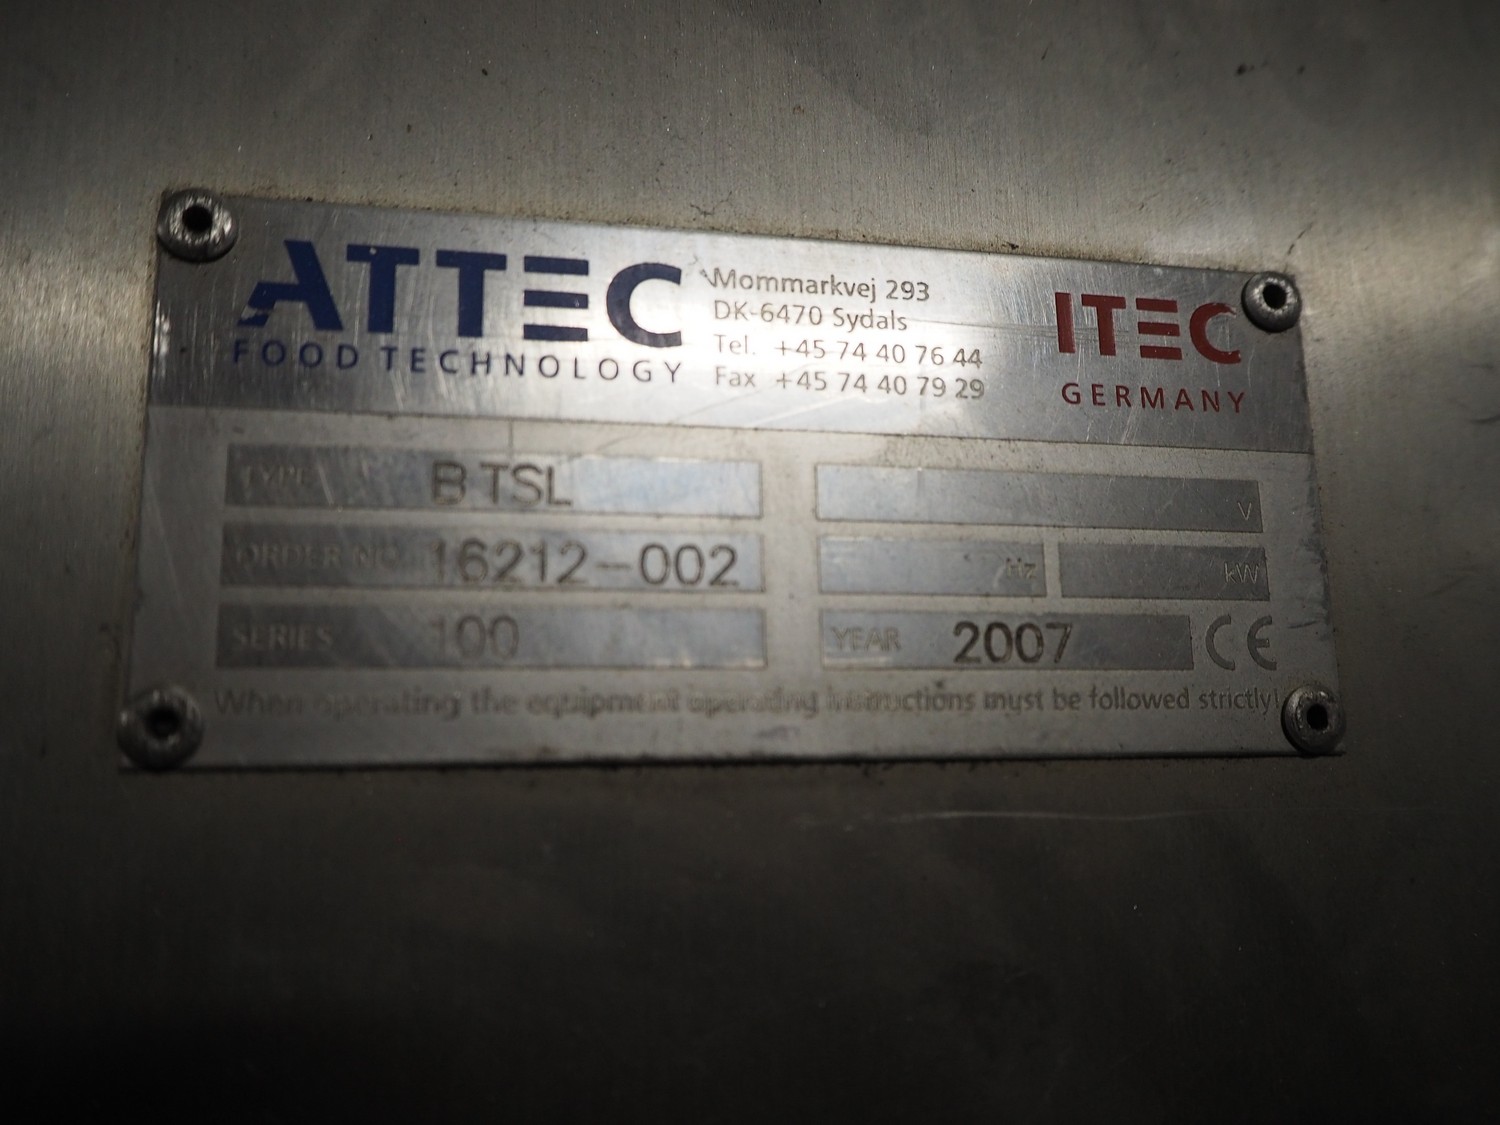 ATTEC
FOOD TECHNOLOGY
Mommarkvej 293
DK-6470 Sydals
Tel. +45 74 40 76 44
Fax +45 74 40 79 29
ITEC
GERMANY
TYPE B TSL
V
ORDER NR. 16212-002
Hz
kW
SERIES 100
YEAR 2007 CE
When operating the equipment operating instructions must be followed strictly!